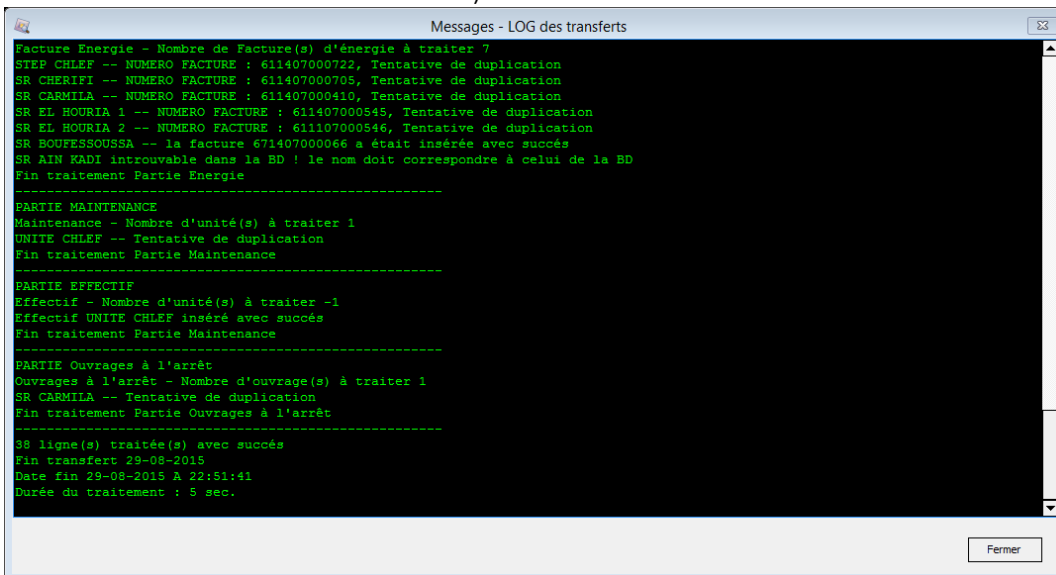 Messages - LOG des transferts
Facture Energie - Nombre de Facture(s) d'énergie à traiter 7
STEP CHLEF -- NUMERO FACTURE : 611407000722, Tentative de duplication
SR CHERIFI -- NUMERO FACTURE : 611407000705, Tentative de duplication
SR CARMILA -- NUMERO FACTURE : 611407000410, Tentative de duplication
SR EL HOURIA 1 -- NUMERO FACTURE : 611407000545, Tentative de duplication
SR EL HOURIA 2 -- NUMERO FACTURE : 611107000546, Tentative de duplication
SR BOUFESSOUSSA -- la facture 671407000066 a était insérée avec succés
SR AIN KADI introuvable dans la BD ! le nom doit correspondre à celui de la BD
Fin traitement Partie Energie
------------------------------------------------------
PARTIE MAINTENANCE
Maintenance - Nombre d'unité(s) à traiter 1
UNITE CHLEF -- Tentative de duplication
Fin traitement Partie Maintenance
------------------------------------------------------
PARTIE EFFECTIF
Effectif - Nombre d'unité(s) à traiter -1
Effectif UNITE CHLEF inséré avec succés
Fin traitement Partie Maintenance
------------------------------------------------------
PARTIE Ouvrages à l'arrêt
Ouvrages à l'arrêt - Nombre d'ouvrage(s) à traiter 1
SR CARMILA -- Tentative de duplication
Fin traitement Partie Ouvrages à l'arrêt
------------------------------------------------------
38 ligne(s) traitée(s) avec succés
Fin transfert 29-08-2015
Date fin 29-08-2015 A 22:51:41
Durée du traitement : 5 sec.
Fermer